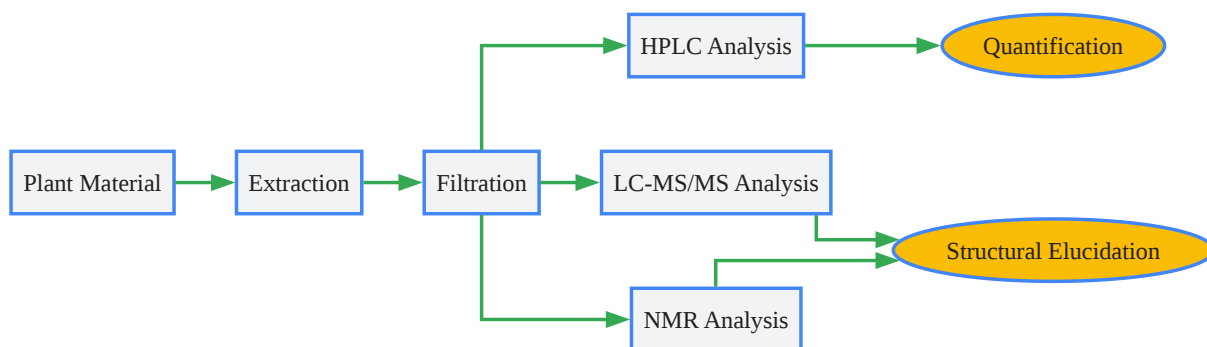 HPLC Analysis
Quantification
Plant Material
Extraction
Filtration
LC-MS/MS Analysis
Structural Elucidation
NMR Analysis